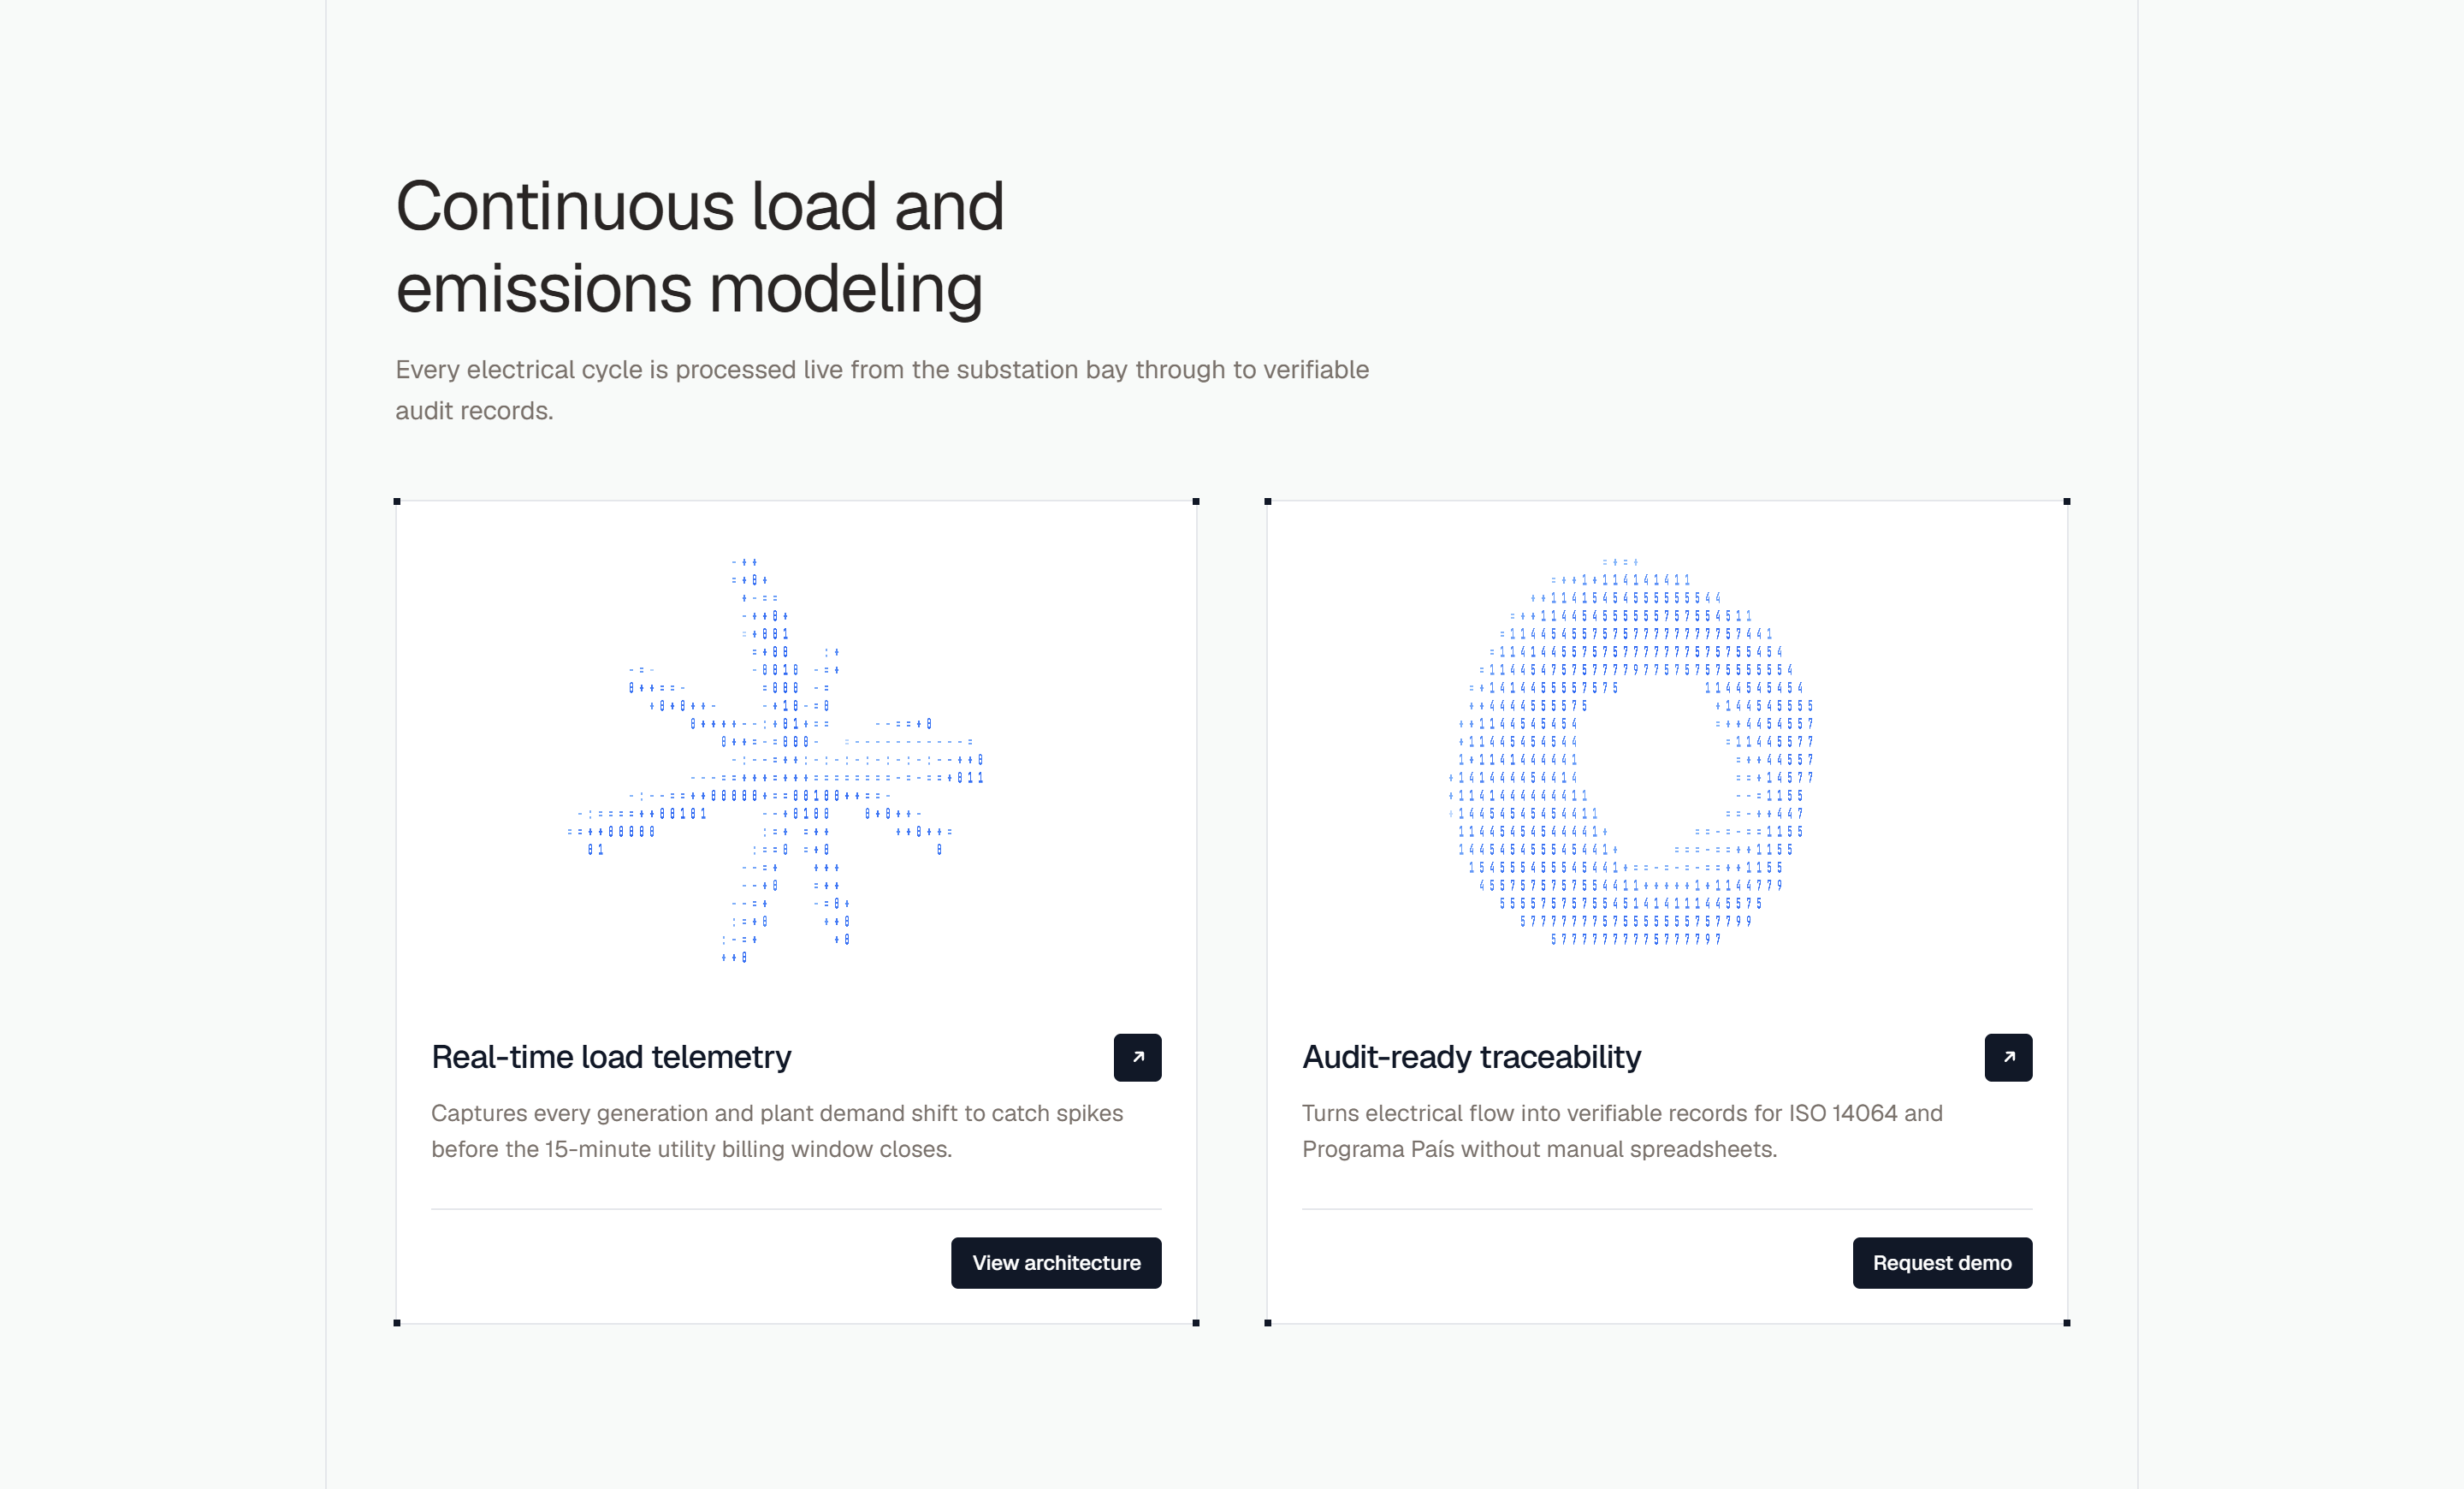 Continuous load and
emissions modeling
Every electrical cycle is processed live from the substation bay through to verifiable
audit records.
Real-time load telemetry
Captures every generation and plant demand shift to catch spikes
before the 15-minute utility billing window closes.
View architecture
Audit-ready traceability
Turns electrical flow into verifiable records for ISO 14064 and
Programa País without manual spreadsheets.
Request demo